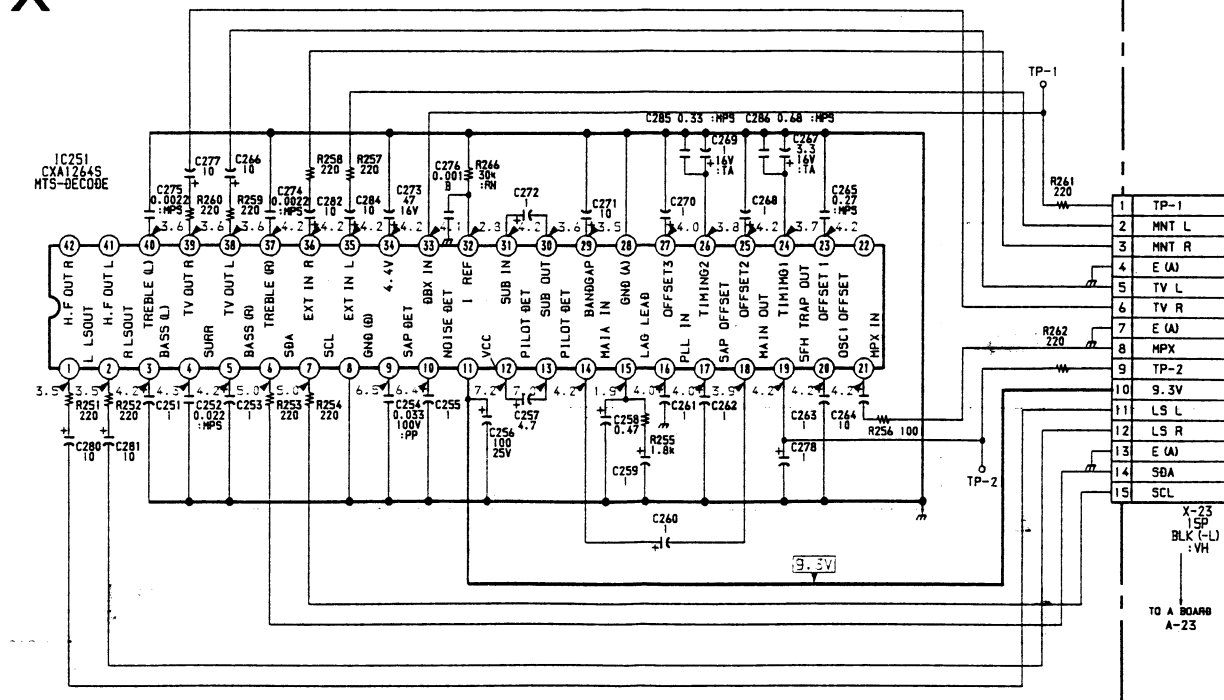 X
TP-1
C285 0.33 :MPS
C286 0.68 :MPS
IC251
CXA1264S
MTS-DECODE
C275
0.0022
:MPS
C277
10
R260
220
C266
10
R259
220
C274
0.0022
:MPS
R258
220
C282
10
R257
220
C284
10
C273
47
16V
C276
0.001
B
R266
30k
:RN
C272
1
C271
10
C270
1
C269
1
16V
:TA
C268
1
C267
3.3
16V
:TA
C265
0.27
:MPS
R261
220
3.6 3.6 3.6 4.2 4.2 4.2 4.2 4.1 2.3 4.2 3.6 3.5 4.0 4.2 3.8 3.7 4.2
42 41 40 39 38 37 36 35 34 33 32 31 30 29 28 27 26 25 24 23 22
H.F OUT R
H.F OUT L
TREBLE (L)
TV OUT R
TV OUT L
TREBLE (R)
EXT IN R
EXT IN L
4.4V
DBX IN
I REF
SUB IN
SUB OUT
BANDGAP
GND (A)
OFFSET3
TIMING2
OFFSET2
TIMING1
OFFSET1
L LSOUT
R LSOUT
BASS (L)
SURR
BASS (R)
SDA
SCL
GND (D)
SAP DET
NOISE DET
VCC
PILOT DET
PILOT DET
MAIA IN
LAG LEAD
PLL IN
SAP OFFSET
MAIN OUT
SFH TRAP OUT
OSCI OFFSET
MPX IN
1 2 3 4 5 6 7 8 9 10 11 12 13 14 15 16 17 18 19 20 21
3.5 3.5 4.2 4.2 4.2 5.0 5.0 6.5 6.4 7.2 7.2 4.2 1.9 4.2 4.0 3.9 4.2 4.2 4.2
R251
220
R252
220
C251
1
C252
0.022
:MPS
C253
1
R253
220
R254
220
C254
0.033
100V
:PP
C255
1
C256
100
25V
C257
4.7
C258
0.47
R255
1.8k
C259
1
C261
1
C262
1
C263
1
C264
10
R256 100
C278
1
C280
10
C281
10
C260
1
TP-2
R262
220
9.3V
1 TP-1
2 MNT L
3 MNT R
4 E (A)
5 TV L
6 TV R
7 E (A)
8 MPX
9 TP-2
10 9.3V
11 LS L
12 LS R
13 E (A)
14 SDA
15 SCL
X-23
15P
BLK (-L)
:VH
TO A BOARD
A-23